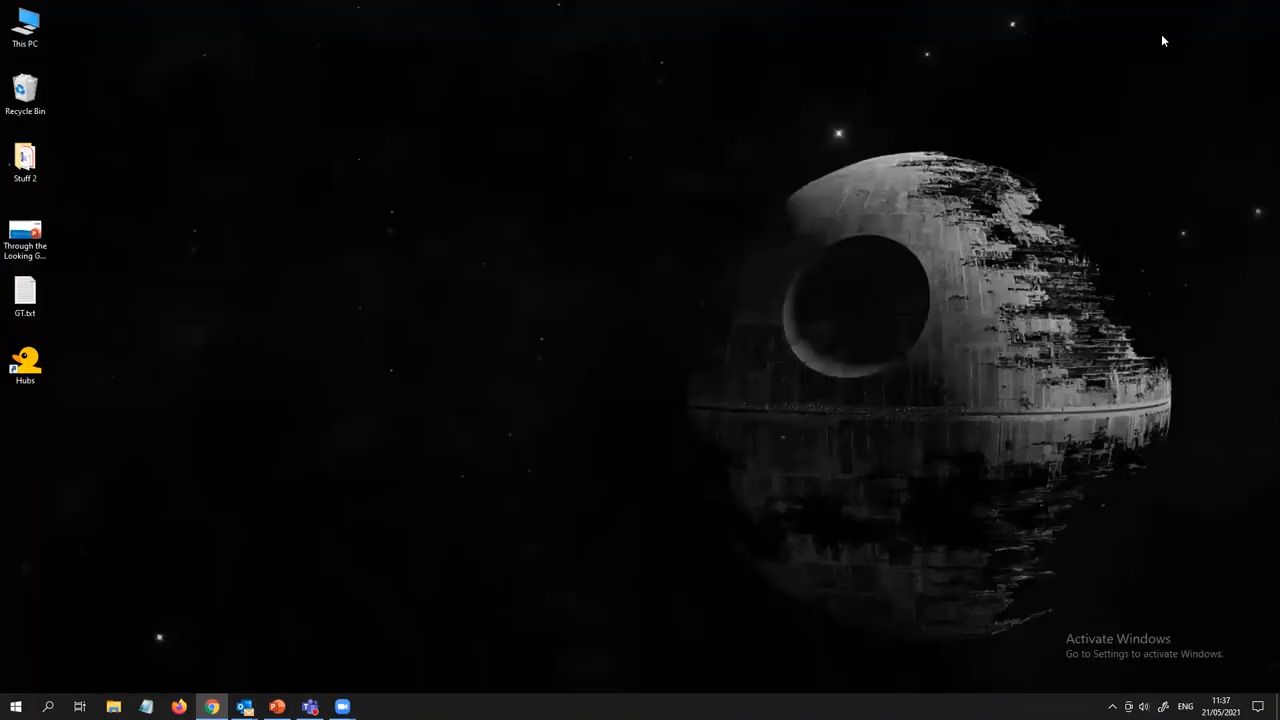 This PC
Recycle Bin
Stuff 2
Through the
Looking G...
GT.txt
Hubs
Activate Windows
Go to Settings to activate Windows.
ENG
11:37
21/05/2021